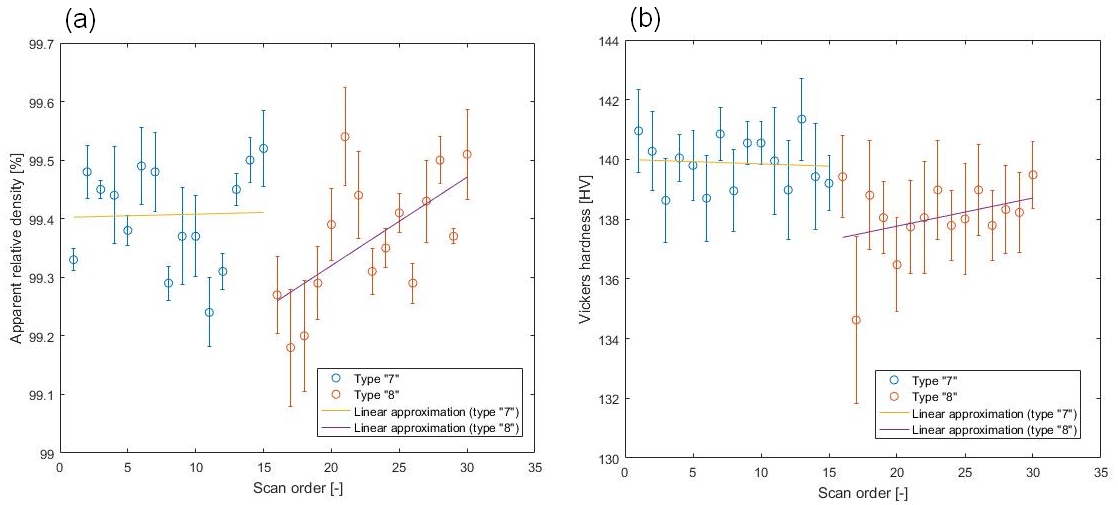 (a)
99.7
99.6
99.5
99.4
99.3
99.2
99.1
99
0 5 10 15 20 25 30 35
Apparent relative density [%]
Scan order [-]
Type "7"
Type "8"
Linear approximation (type "7")
Linear approximation (type "8")
(b)
144
142
140
138
136
134
132
130
0 5 10 15 20 25 30 35
Vickers hardness [HV]
Scan order [-]
Type "7"
Type "8"
Linear approximation (type "7")
Linear approximation (type "8")